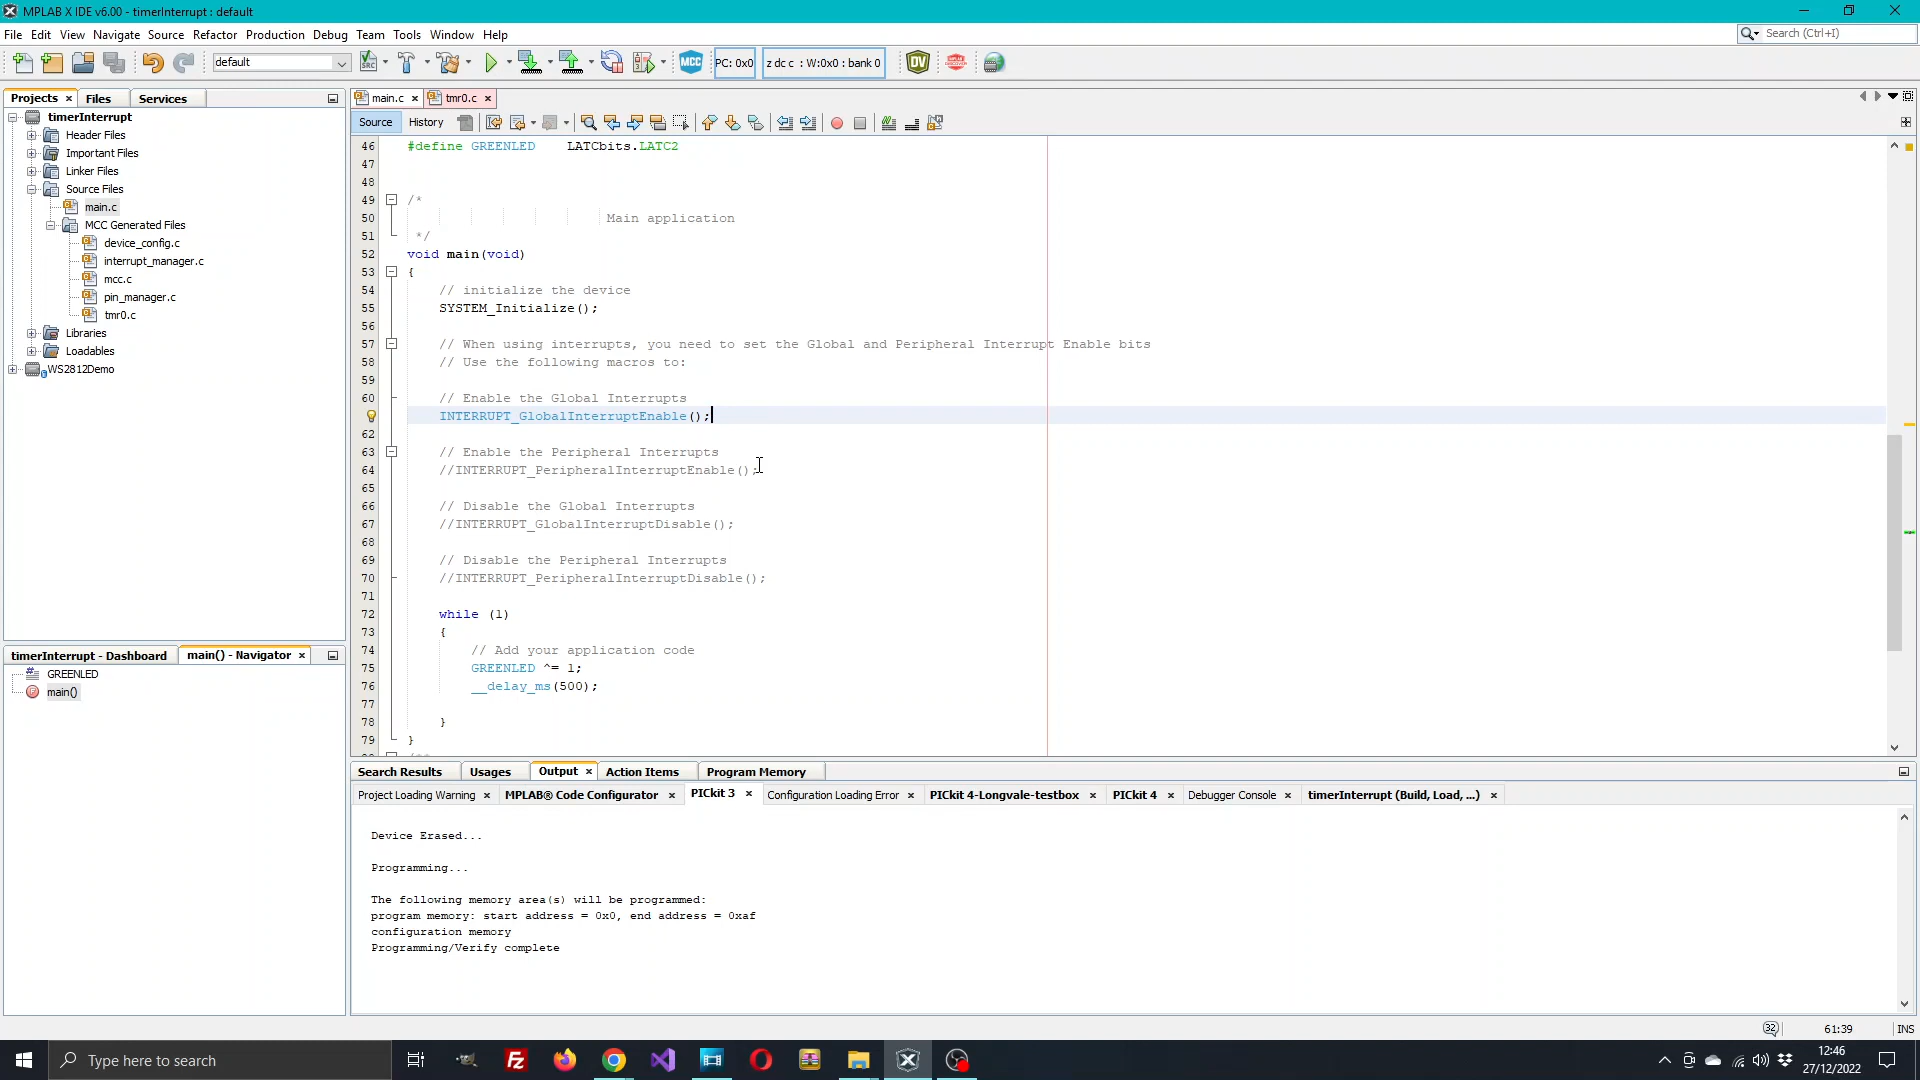 MPLAB X IDE v6.00 - timerInterrupt : default
File Edit View Navigate Source Refactor Production Debug Team Tools Window Help
Search (Ctrl+I)
default
MCC
PC: 0x0
z dc c : W:0x0 : bank 0
DV
Projects Files Services
main.c tmr0.c
timerInterrupt
Header Files
Important Files
Linker Files
Source Files
main.c
MCC Generated Files
device_config.c
interrupt_manager.c
mcc.c
pin_manager.c
tmr0.c
Libraries
Loadables
WS2812Demo
timerInterrupt - Dashboard main() - Navigator
GREENLED
main()
Source History
46 #define GREENLED LATCbits.LATC2
47
48
49 /*
50 Main application
51 */
52 void main(void)
53 {
54 // initialize the device
55 SYSTEM_Initialize();
56
57 // When using interrupts, you need to set the Global and Peripheral Interrupt Enable bits
58 // Use the following macros to:
59
60 // Enable the Global Interrupts
INTERRUPT_GlobalInterruptEnable();
62
63 // Enable the Peripheral Interrupts
64 //INTERRUPT_PeripheralInterruptEnable();
65
66 // Disable the Global Interrupts
67 //INTERRUPT_GlobalInterruptDisable();
68
69 // Disable the Peripheral Interrupts
70 //INTERRUPT_PeripheralInterruptDisable();
71
72 while (1)
73 {
74 // Add your application code
75 GREENLED ^= 1;
76 __delay_ms(500);
77
78 }
79 }
Search Results Usages Output Action Items Program Memory
Project Loading Warning MPLAB® Code Configurator PICkit 3 Configuration Loading Error PICkit 4-Longvale-testbox PICkit 4 Debugger Console timerInterrupt (Build, Load, ...)
Device Erased...
Programming...
The following memory area(s) will be programmed:
program memory: start address = 0x0, end address = 0xaf
configuration memory
Programming/Verify complete
32 61:39 INS
Type here to search
12:46
27/12/2022